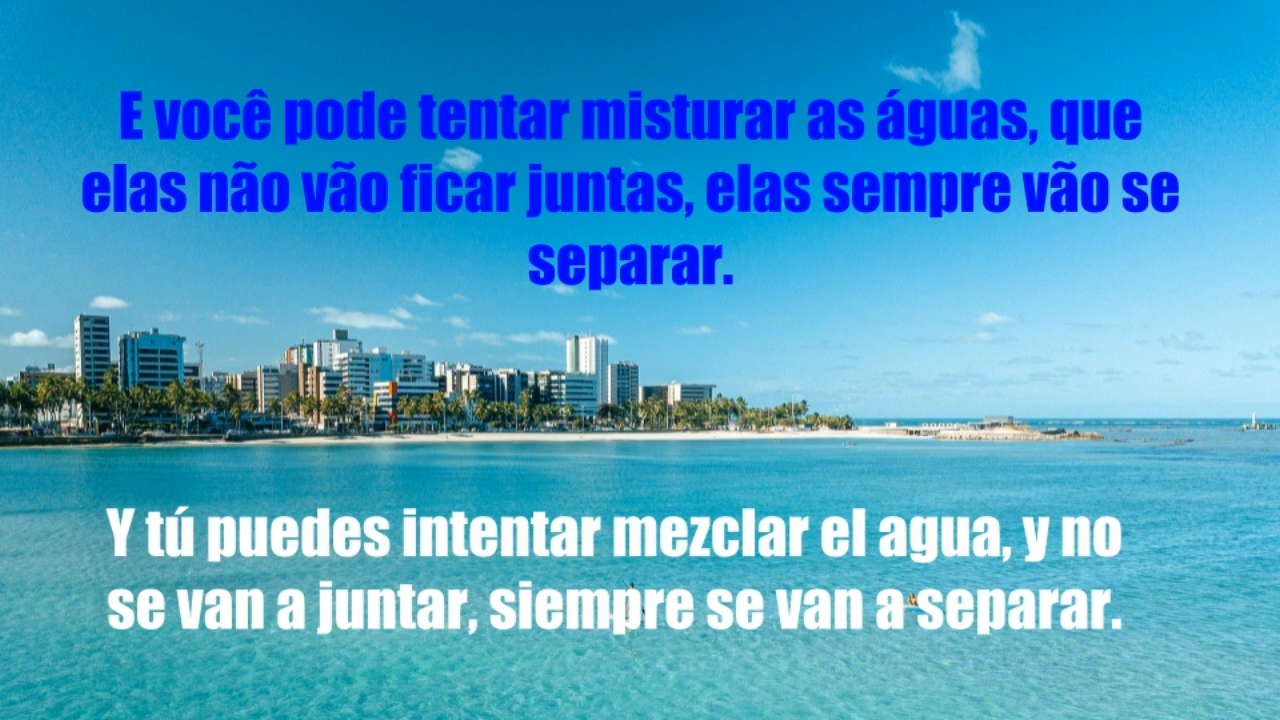 E você pode tentar misturar as águas, que
elas não vão ficar juntas, elas sempre vão se
separar.
Y tú puedes intentar mezclar el agua, y no
se van a juntar, siempre se van a separar.